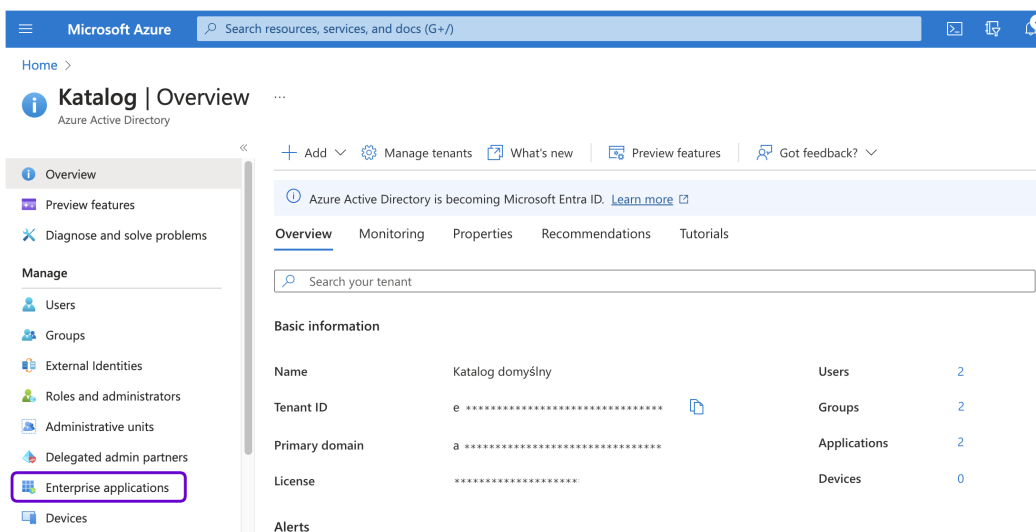 Microsoft Azure
Search resources, services, and docs (G+/)
Home >
Katalog | Overview ...
Azure Active Directory
«
Overview
Preview features
Diagnose and solve problems
Manage
Users
Groups
External Identities
Roles and administrators
Administrative units
Delegated admin partners
Enterprise applications
Devices
+ Add Manage tenants What's new Preview features Got feedback?
Azure Active Directory is becoming Microsoft Entra ID. Learn more
Overview Monitoring Properties Recommendations Tutorials
Search your tenant
Basic information
Name Katalog domyślny Users 2
Tenant ID e ******************************** Groups 2
Primary domain a ******************************** Applications 2
License ******************** Devices 0
Alerts